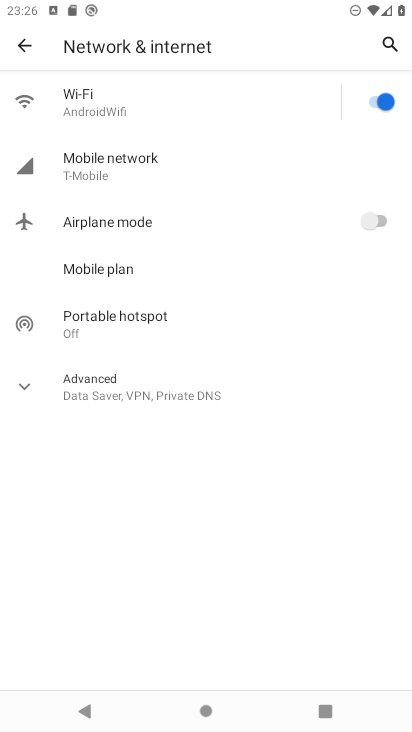 23:26
Network & internet
Wi-Fi
AndroidWifi
Mobile network
T-Mobile
Airplane mode
Mobile plan
Portable hotspot
Off
Advanced
Data Saver, VPN, Private DNS